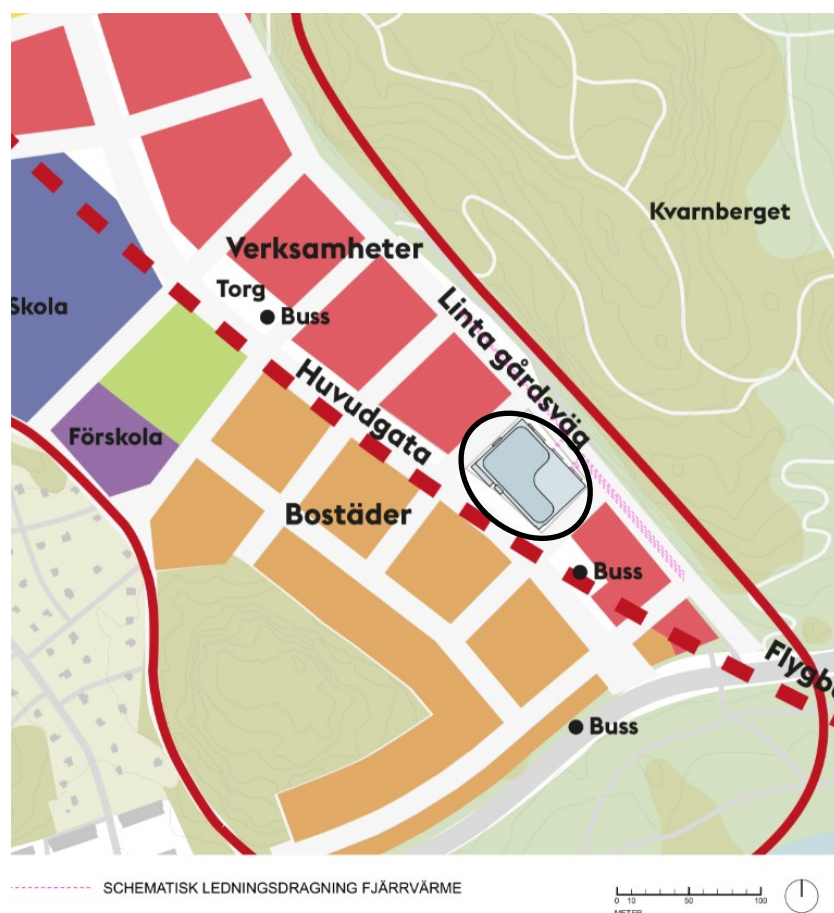 Kvarnberget
Verksamheter
Torg
Skola
Buss
Linta gårdsväg
Huvudgata
Förskola
Bostäder
Buss
Buss
SCHEMATISK LEDNINGSDRAGNING FJÄRRVÄRME
0 10 50 100
METER